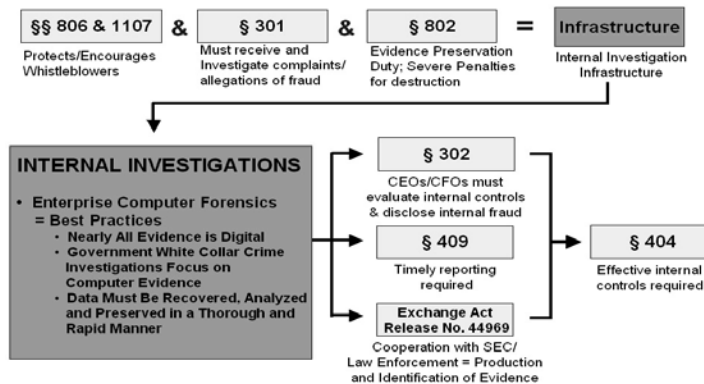 §§ 806 & 1107
&
§ 301
&
§ 802
=
Infrastructure
Protects/Encourages
Whistleblowers
Must receive and
Investigate complaints/
allegations of fraud
Evidence Preservation
Duty; Severe Penalties
for destruction
Internal Investigation
Infrastructure
INTERNAL INVESTIGATIONS
• Enterprise Computer Forensics
= Best Practices
• Nearly All Evidence is Digital
• Government White Collar Crime
Investigations Focus on
Computer Evidence
• Data Must Be Recovered, Analyzed
and Preserved in a Thorough and
Rapid Manner
§ 302
CEOs/CFOs must
evaluate internal controls
& disclose internal fraud
§ 409
Timely reporting
required
Exchange Act
Release No. 44969
Cooperation with SEC/
Law Enforcement = Production
and Identification of Evidence
§ 404
Effective internal
controls required